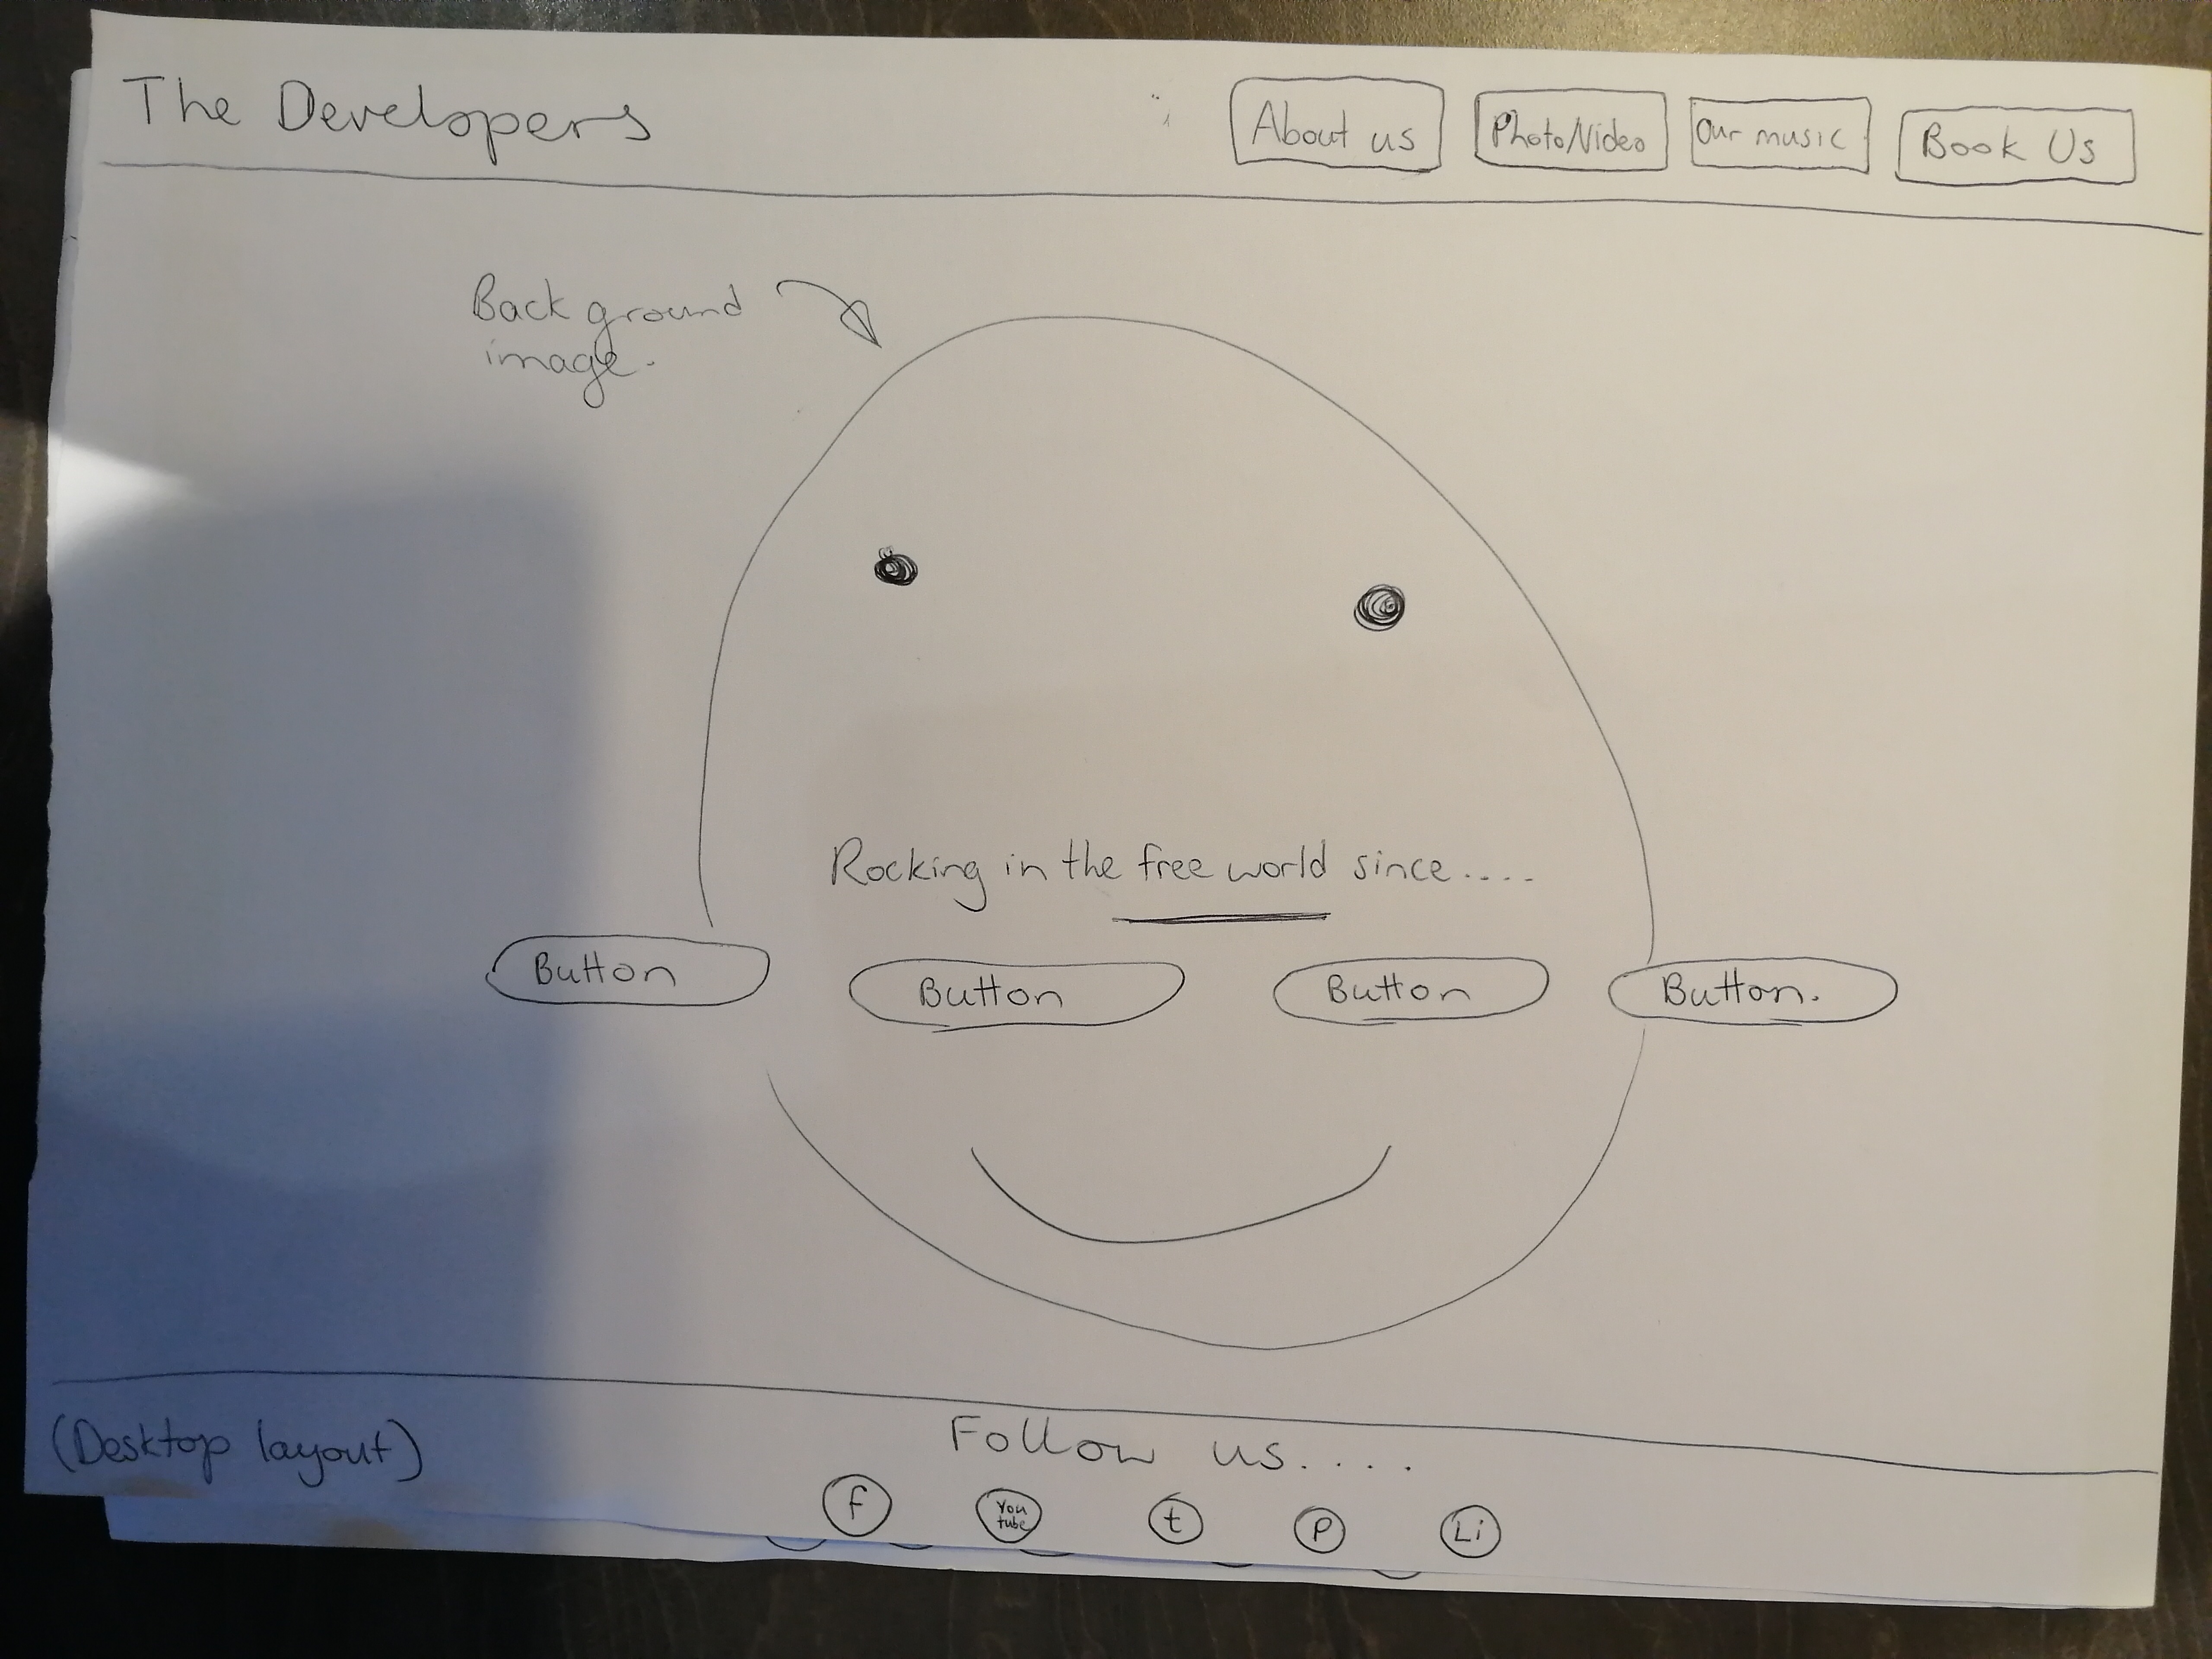 The Developers
About us
Photo/Video
Our music
Book Us
Background
image.
Rocking in the free world since....
Button
Button
Button
Button.
(Desktop layout)
Follow us....
f
You
tube
t
P
Li